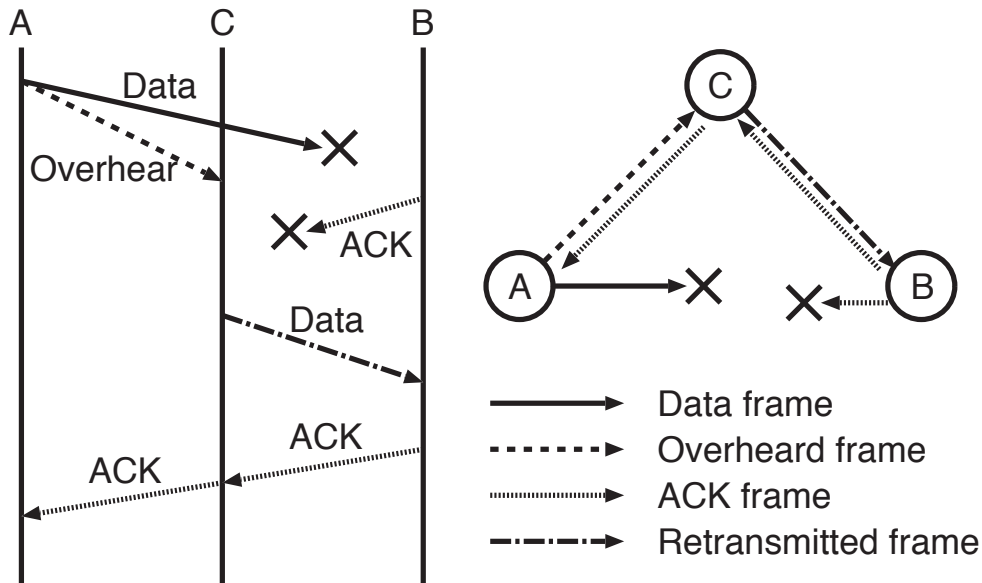 A C B
Data
Overhear
ACK
Data
ACK
ACK
C
A
B
Data frame
Overheard frame
ACK frame
Retransmitted frame